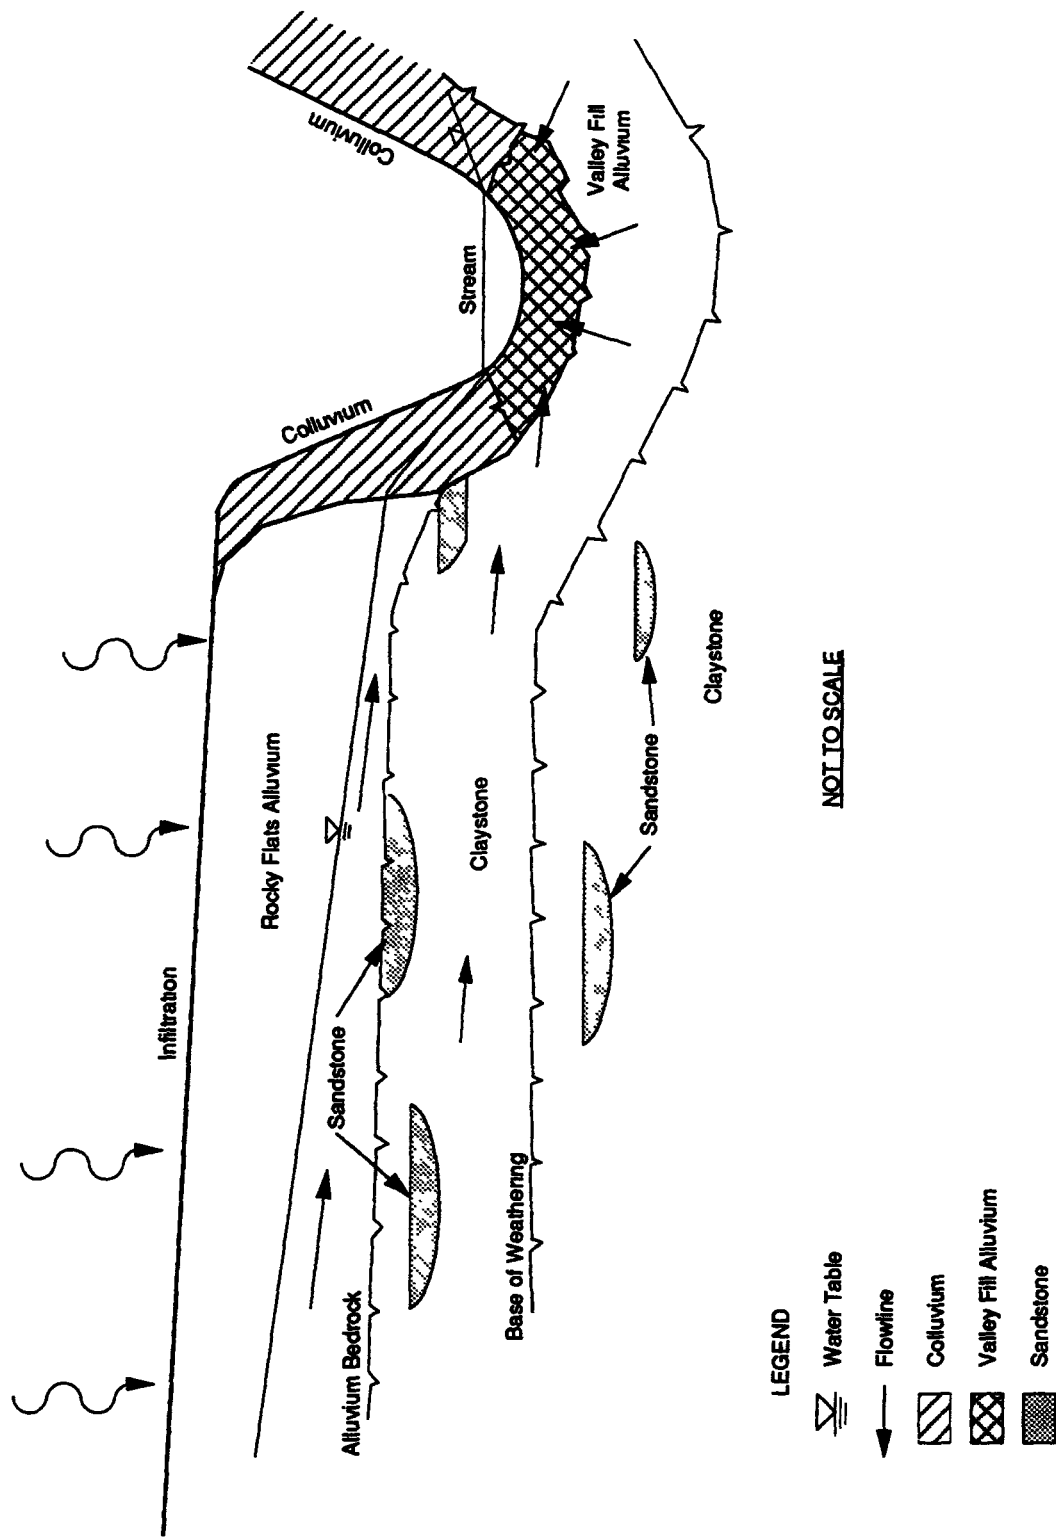 Infiltration
Rocky Flats Alluvium
Colluvium
Colluvium
Stream
Valley Fill
Alluvium
Sandstone
Alluvium Bedrock
Claystone
Base of Weathering
Sandstone
Claystone
NOT TO SCALE
LEGEND
Water Table
Flowline
Colluvium
Valley Fill Alluvium
Sandstone